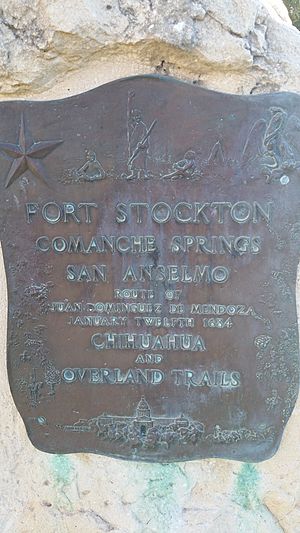 FORT STOCKTON
COMANCHE SPRINGS
SAN ANSELMO
ROUTE OF
JUAN DOMINGUEZ DE MENDOZA
JANUARY TWELFTH 1684
CHIHUAHUA
AND
OVERLAND TRAILS